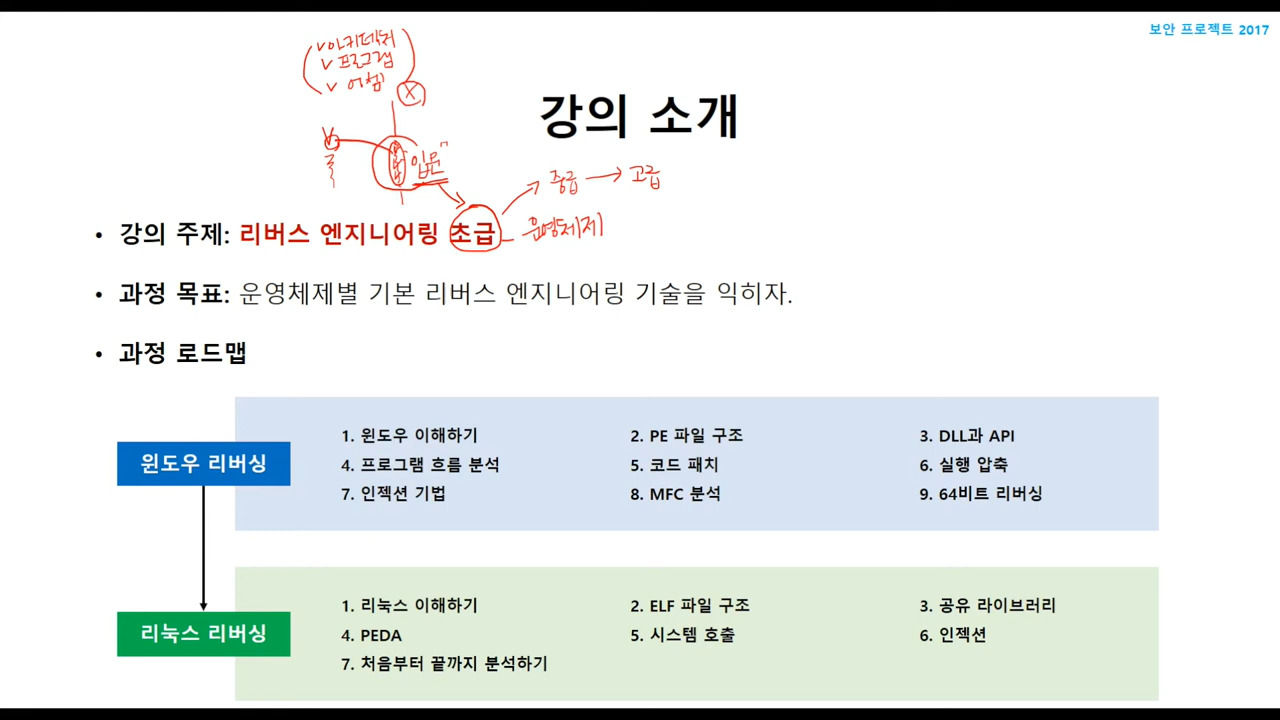 보안 프로젝트 2017
아키텍처
프로그램
어셈
강의 소개
"입문"
중급 → 고급
• 강의 주제: 리버스 엔지니어링 초급
운영체제
• 과정 목표: 운영체제별 기본 리버스 엔지니어링 기술을 익히자.
• 과정 로드맵
윈도우 리버싱
1. 윈도우 이해하기 2. PE 파일 구조 3. DLL과 API
4. 프로그램 흐름 분석 5. 코드 패치 6. 실행 압축
7. 인젝션 기법 8. MFC 분석 9. 64비트 리버싱
리눅스 리버싱
1. 리눅스 이해하기 2. ELF 파일 구조 3. 공유 라이브러리
4. PEDA 5. 시스템 호출 6. 인젝션
7. 처음부터 끝까지 분석하기